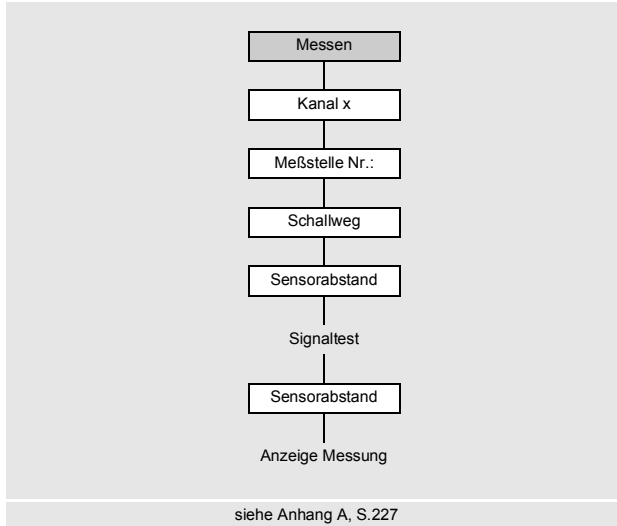 Messen
Kanal x
Meßstelle Nr.:
Schallweg
Sensorabstand
Signaltest
Sensorabstand
Anzeige Messung
siehe Anhang A, S.227